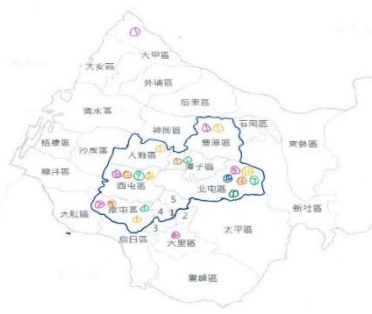 大甲區
大安區
外埔區
后里區
清水區
石岡區
神岡區
豐原區
梧棲區
沙鹿區
大雅區
潭子區
東勢區
龍井區
西屯區
北屯區
新社區
大肚區
南屯區
5
4 1 2
3
烏日區
大里區
太平區
霧峰區